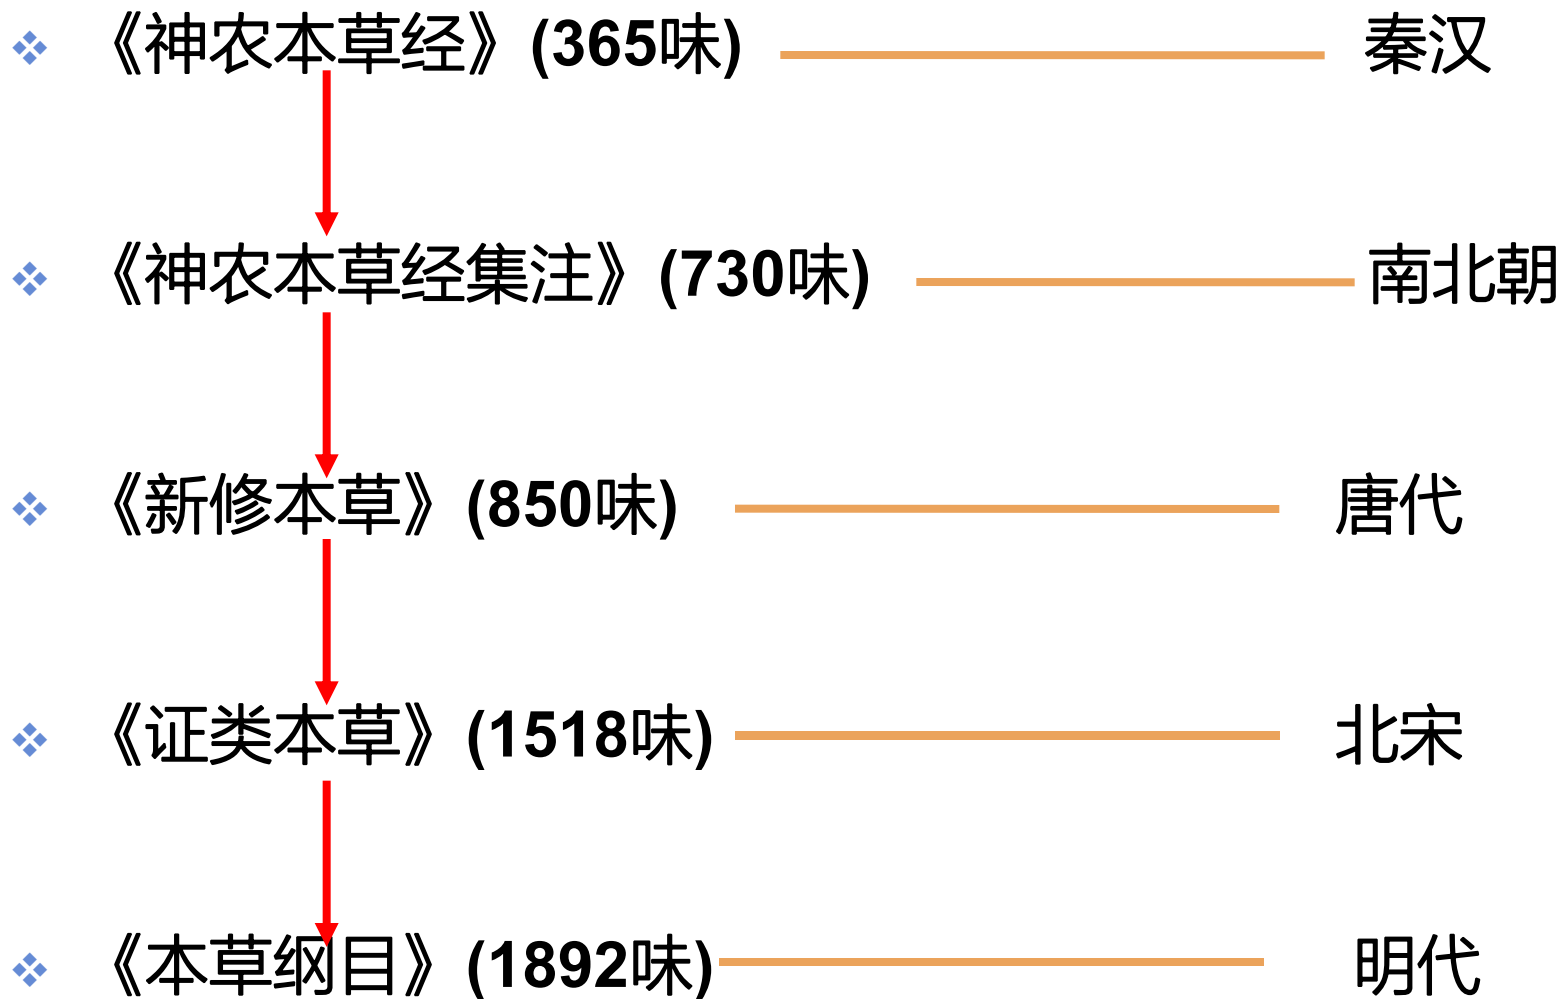 《神农本草经》(365味) 秦汉
《神农本草经集注》(730味) 南北朝
《新修本草》(850味) 唐代
《证类本草》(1518味) 北宋
《本草纲目》(1892味) 明代